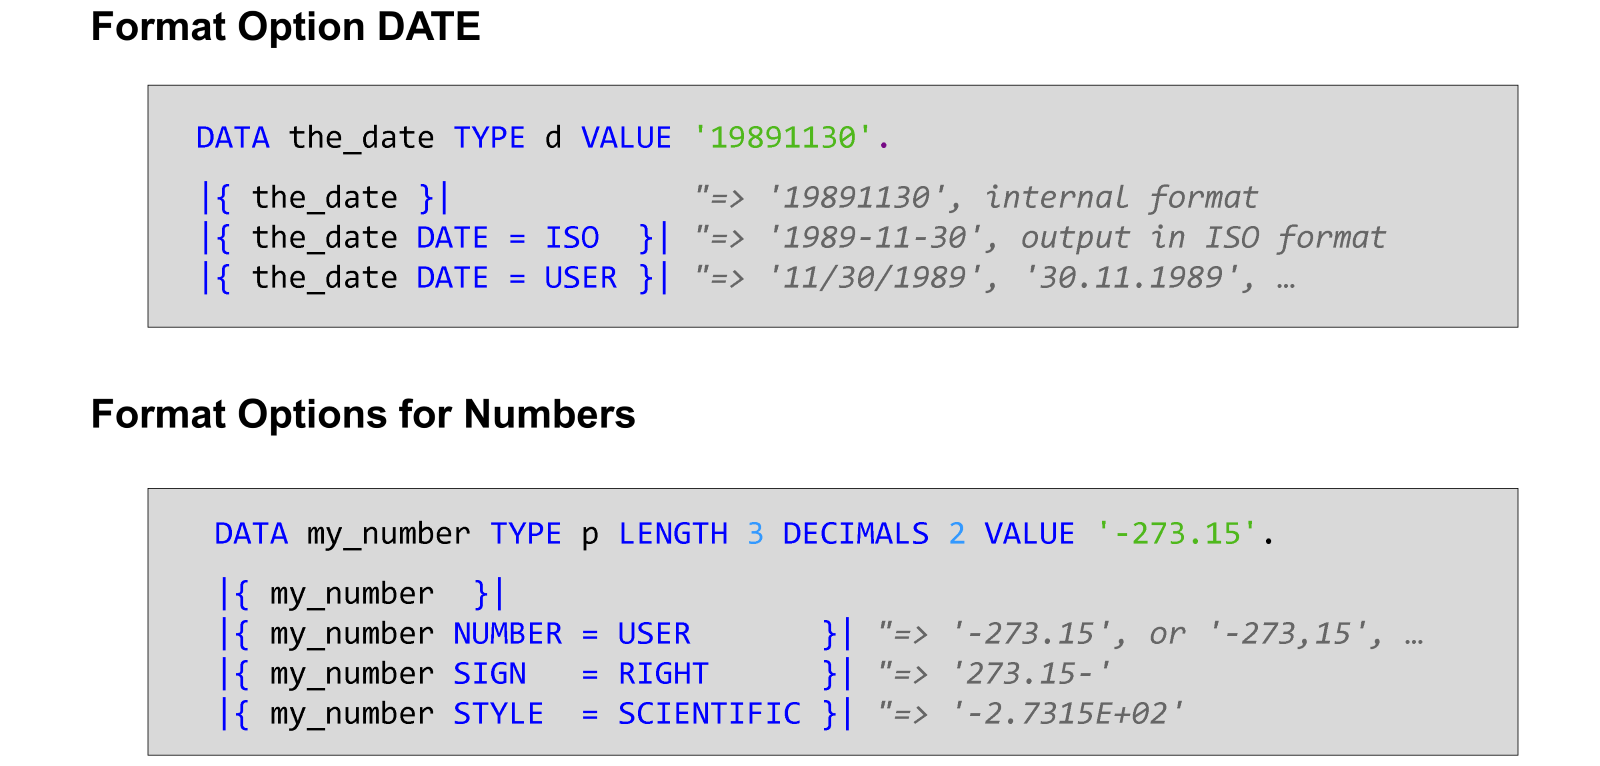 Format Option DATE
DATA the_date TYPE d VALUE '19891130'.
|{ the_date }|             "=> '19891130', internal format
|{ the_date DATE = ISO  }| "=> '1989-11-30', output in ISO format
|{ the_date DATE = USER }| "=> '11/30/1989', '30.11.1989', …
Format Options for Numbers
DATA my_number TYPE p LENGTH 3 DECIMALS 2 VALUE '-273.15'.
|{ my_number  }|
|{ my_number NUMBER = USER       }| "=> '-273.15', or '-273,15', …
|{ my_number SIGN   = RIGHT      }| "=> '273.15-'
|{ my_number STYLE  = SCIENTIFIC }| "=> '-2.7315E+02'